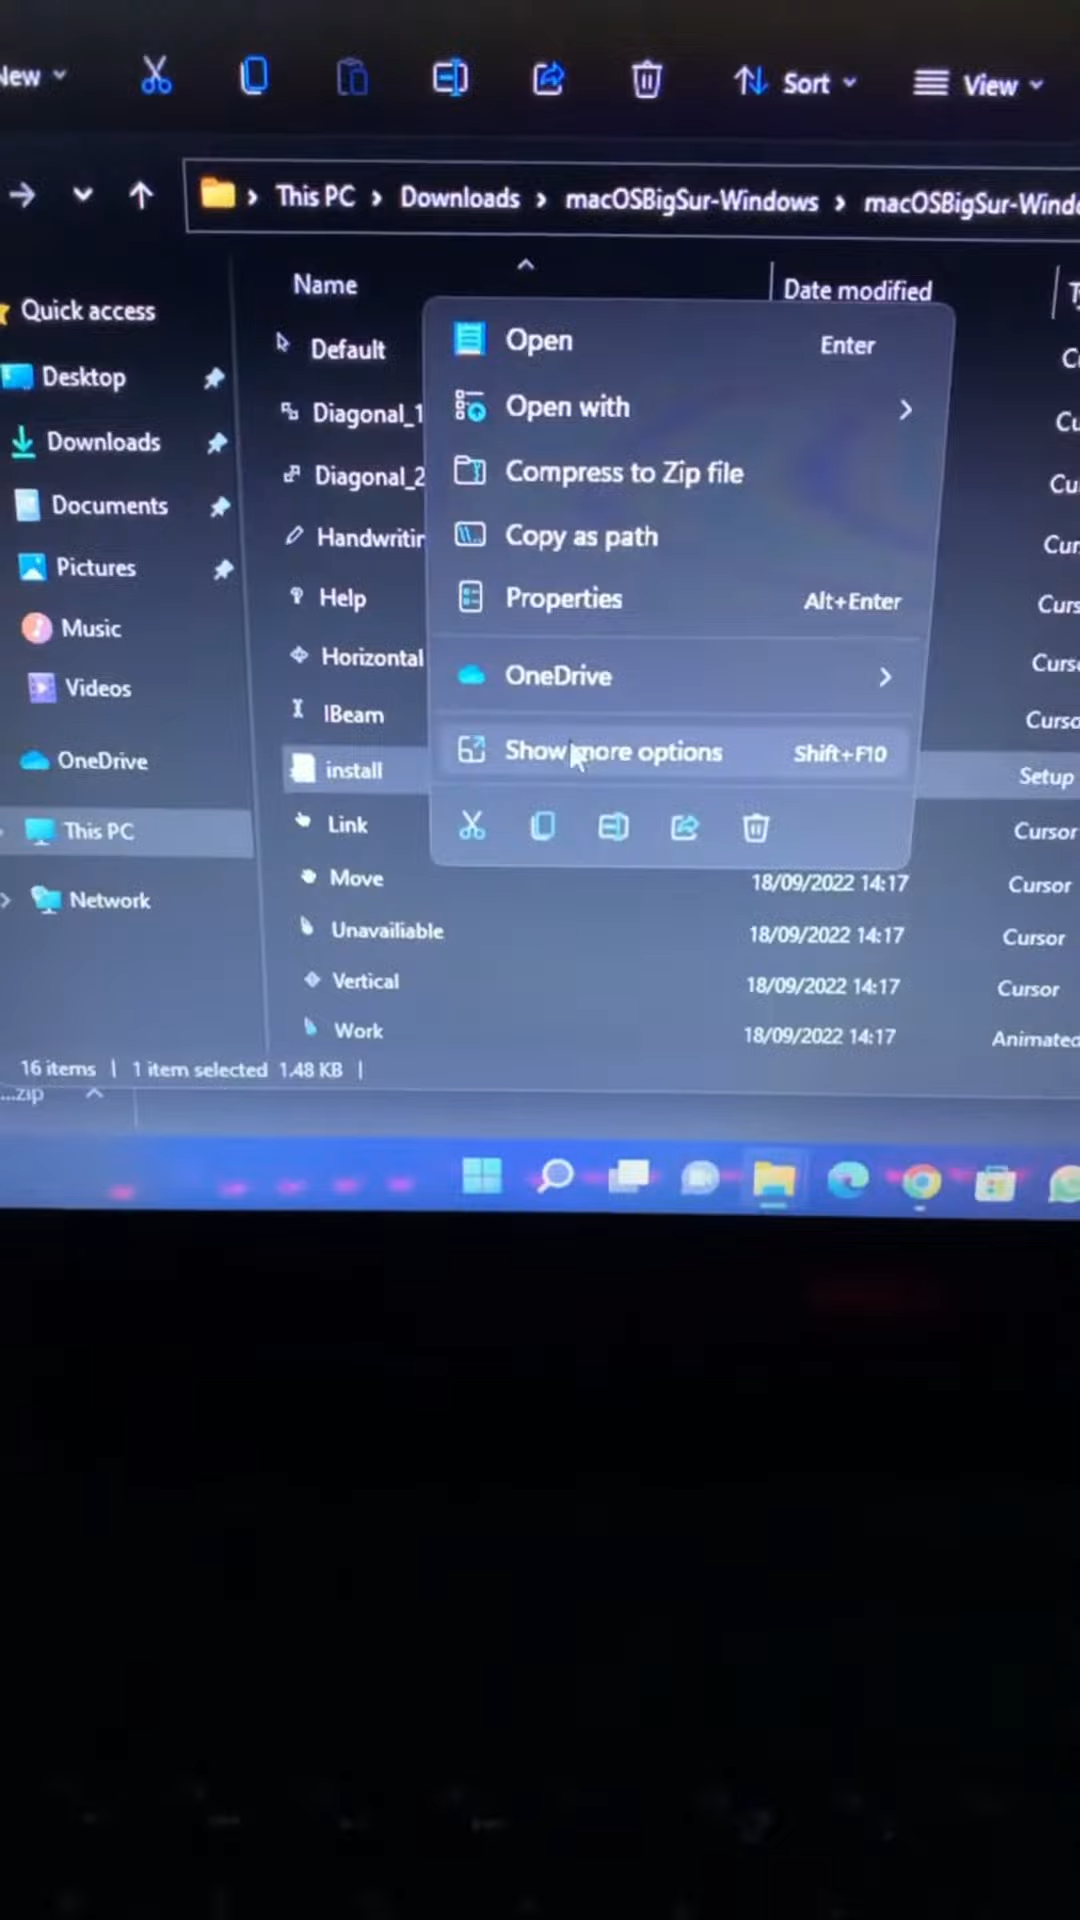 New
Sort
View
This PC
Downloads
macOSBigSur-Windows
Name
Date modified
Quick access
Desktop
Downloads
Documents
Pictures
Music
Videos
OneDrive
This PC
Network
Default
Diagonal_1
Diagonal_2
Help
Horizontal
IBeam
install
Setup
Link
Cursor
Move
18/09/2022 14:17
Cursor
Unavailiable
18/09/2022 14:17
Cursor
Vertical
18/09/2022 14:17
Cursor
Work
18/09/2022 14:17
Animated
Open
Enter
Open with
Compress to Zip file
Copy as path
Properties
Alt+Enter
OneDrive
Show more options
Shift+F10
16 items | 1 item selected 1.48 KB |
...zip